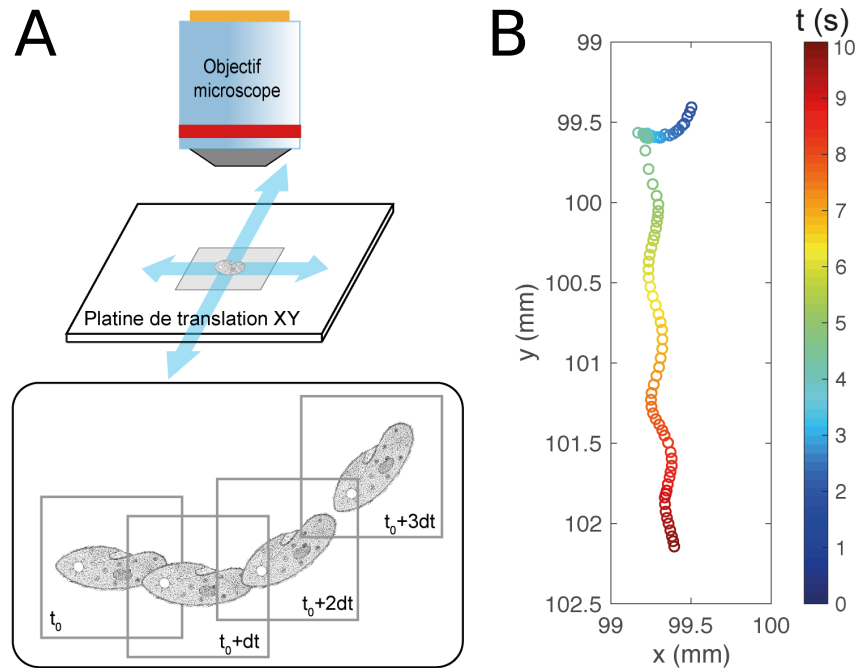 A
Objectif
microscope
Platine de translation XY
t0
t0+dt
t0+2dt
t0+3dt
B
t (s)
99
99.5
100
100.5
101
101.5
102
102.5
y (mm)
99
99.5
100
x (mm)
10
9
8
7
6
5
4
3
2
1
0